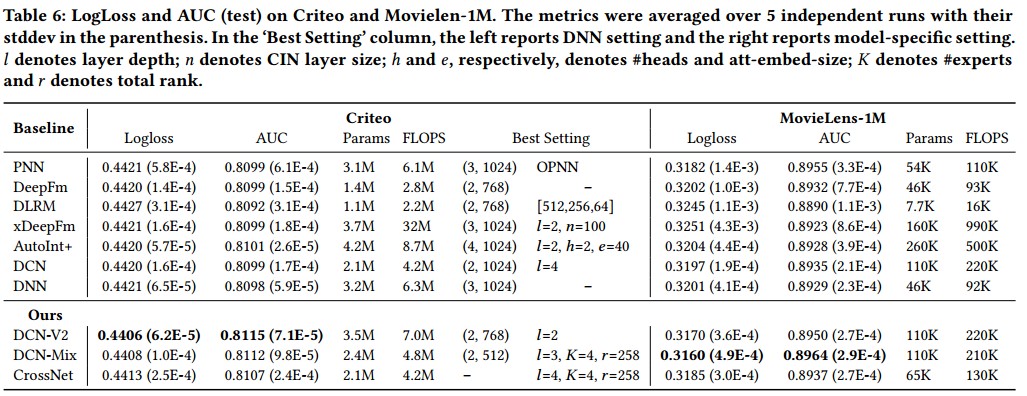 Table 6: LogLoss and AUC (test) on Criteo and Movielen-1M. The metrics were averaged over 5 independent runs with their
stddev in the parenthesis. In the ‘Best Setting’ column, the left reports DNN setting and the right reports model-specific setting.
l denotes layer depth; n denotes CIN layer size; h and e, respectively, denotes #heads and att-embed-size; K denotes #experts
and r denotes total rank.
Baseline Criteo MovieLens-1M
Logloss AUC Params FLOPS Best Setting Logloss AUC Params FLOPS
PNN 0.4421 (5.8E-4) 0.8099 (6.1E-4) 3.1M 6.1M (3, 1024) OPNN 0.3182 (1.4E-3) 0.8955 (3.3E-4) 54K 110K
DeepFm 0.4420 (1.4E-4) 0.8099 (1.5E-4) 1.4M 2.8M (2, 768) – 0.3202 (1.0E-3) 0.8932 (7.7E-4) 46K 93K
DLRM 0.4427 (3.1E-4) 0.8092 (3.1E-4) 1.1M 2.2M (2, 768) [512,256,64] 0.3245 (1.1E-3) 0.8890 (1.1E-3) 7.7K 16K
xDeepFm 0.4421 (1.6E-4) 0.8099 (1.8E-4) 3.7M 32M (3, 1024) l=2, n=100 0.3251 (4.3E-3) 0.8923 (8.6E-4) 160K 990K
AutoInt+ 0.4420 (5.7E-5) 0.8101 (2.6E-5) 4.2M 8.7M (4, 1024) l=2, h=2, e=40 0.3204 (4.4E-4) 0.8928 (3.9E-4) 260K 500K
DCN 0.4420 (1.6E-4) 0.8099 (1.7E-4) 2.1M 4.2M (2, 1024) l=4 0.3197 (1.9E-4) 0.8935 (2.1E-4) 110K 220K
DNN 0.4421 (6.5E-5) 0.8098 (5.9E-5) 3.2M 6.3M (3, 1024) – 0.3201 (4.1E-4) 0.8929 (2.3E-4) 46K 92K
Ours
DCN-V2 0.4406 (6.2E-5) 0.8115 (7.1E-5) 3.5M 7.0M (2, 768) l=2 0.3170 (3.6E-4) 0.8950 (2.7E-4) 110K 220K
DCN-Mix 0.4408 (1.0E-4) 0.8112 (9.8E-5) 2.4M 4.8M (2, 512) l=3, K=4, r=258 0.3160 (4.9E-4) 0.8964 (2.9E-4) 110K 210K
CrossNet 0.4413 (2.5E-4) 0.8107 (2.4E-4) 2.1M 4.2M – l=4, K=4, r=258 0.3185 (3.0E-4) 0.8937 (2.7E-4) 65K 130K